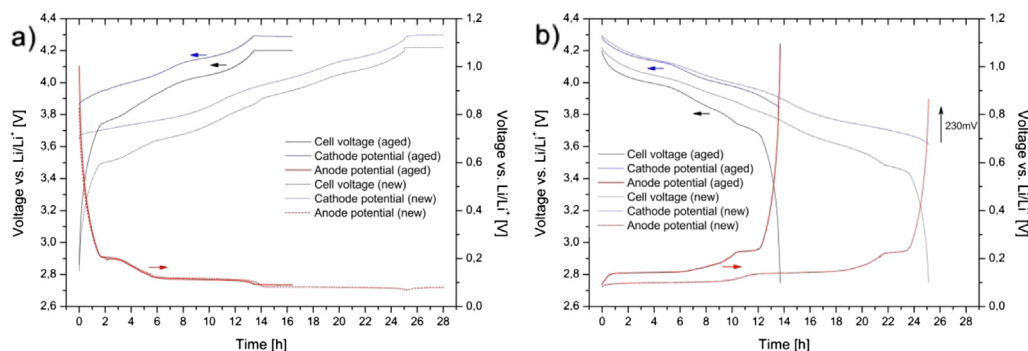 a)
Voltage vs. Li/Li+ [V]
4,4
4,2
4,0
3,8
3,6
3,4
3,2
3,0
2,8
2,6
1,2
1,0
0,8
0,6
0,4
0,2
0,0
Voltage vs. Li/Li+ [V]
Cell voltage (aged)
Cathode potential (aged)
Anode potential (aged)
Cell voltage (new)
Cathode potential (new)
Anode potential (new)
0 2 4 6 8 10 12 14 16 18 20 22 24 26 28
Time [h]
b)
Voltage vs. Li/Li+ [V]
4,4
4,2
4,0
3,8
3,6
3,4
3,2
3,0
2,8
2,6
1,2
1,0
0,8
0,6
0,4
0,2
0,0
Voltage vs. Li/Li+ [V]
230mV
Cell voltage (aged)
Cathode potential (aged)
Anode potential (aged)
Cell voltage (new)
Cathode potential (new)
Anode potential (new)
0 2 4 6 8 10 12 14 16 18 20 22 24 26 28
Time [h]